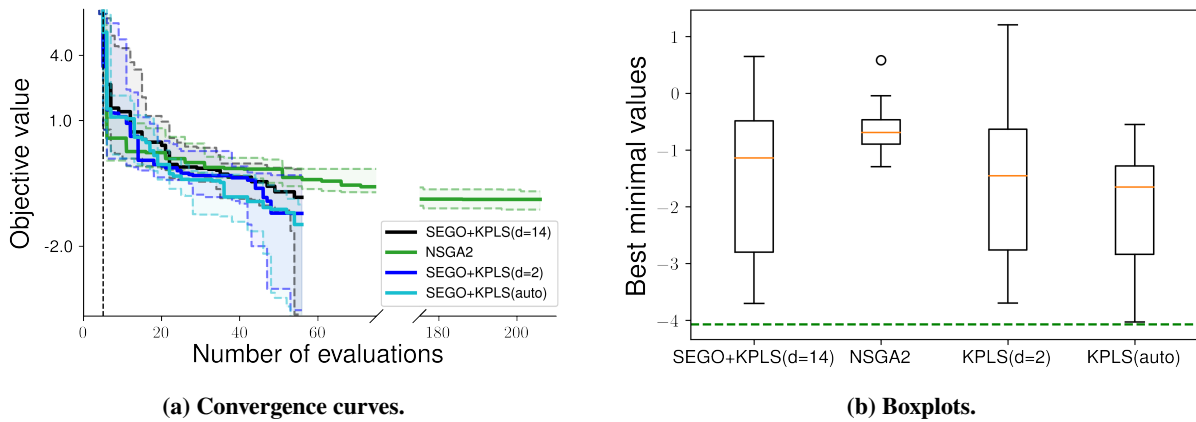 Objective value
4.0
1.0
-2.0
0
20
40
60
180
200
Number of evaluations
SEGO+KPLS(d=14)
NSGA2
SEGO+KPLS(d=2)
SEGO+KPLS(auto)
(a) Convergence curves.
Best minimal values
1
0
−1
−2
−3
−4
SEGO+KPLS(d=14)
NSGA2
KPLS(d=2)
KPLS(auto)
(b) Boxplots.